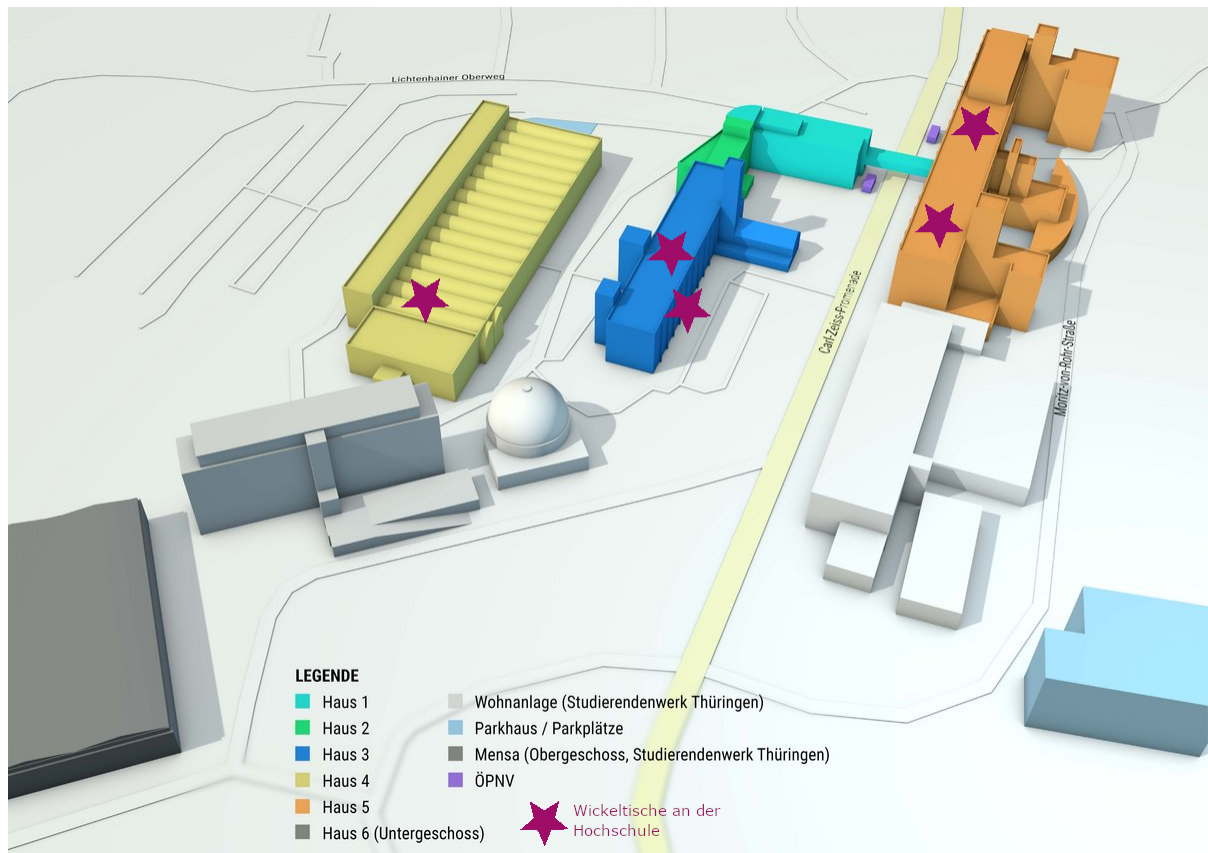 Lichtenhainer Oberweg
Carl-Zeiss-Promenade
Moritz-von-Rohr-Straße
LEGENDE
Haus 1
Haus 2
Haus 3
Haus 4
Haus 5
Haus 6 (Untergeschoss)
Wohnanlage (Studierendenwerk Thüringen)
Parkhaus / Parkplätze
Mensa (Obergeschoss, Studierendenwerk Thüringen)
ÖPNV
Wickeltische an der
Hochschule